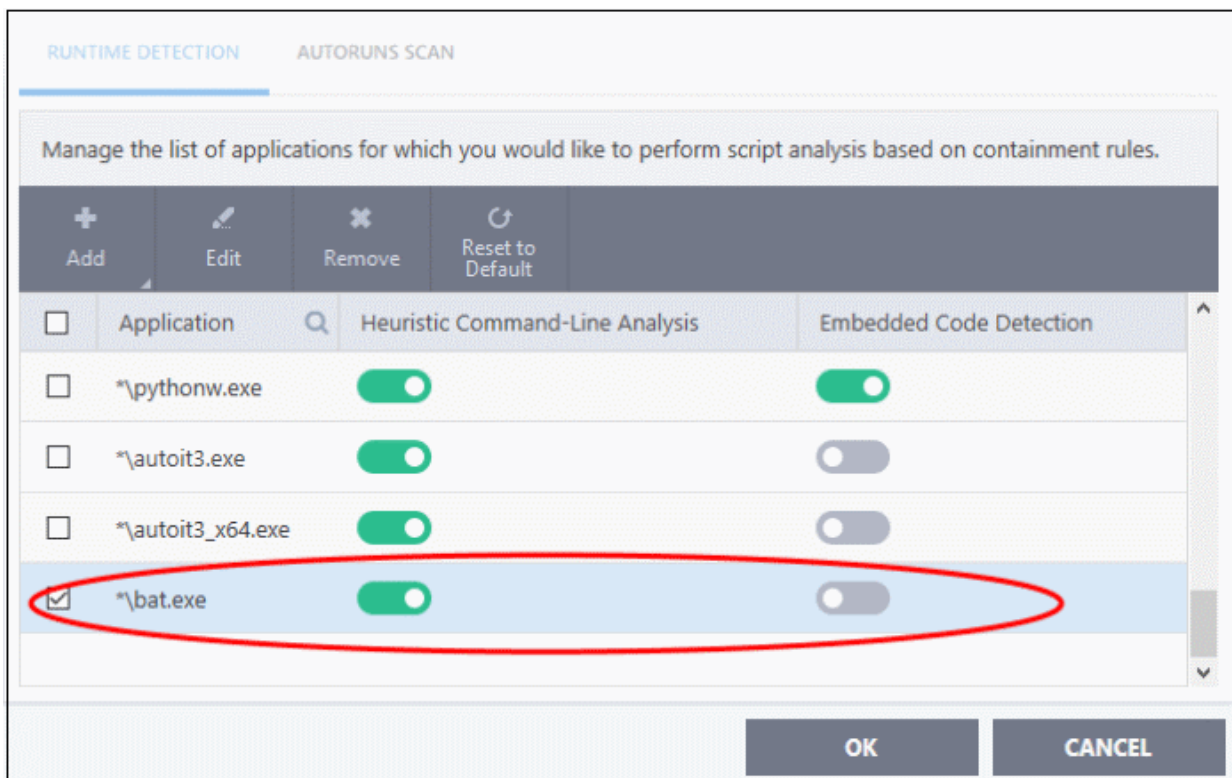 RUNTIME DETECTION AUTORUNS SCAN
Manage the list of applications for which you would like to perform script analysis based on containment rules.
Add Edit Remove Reset to
Default
Application Heuristic Command-Line Analysis Embedded Code Detection
*\pythonw.exe
*\autoit3.exe
*\autoit3_x64.exe
*\bat.exe
OK CANCEL